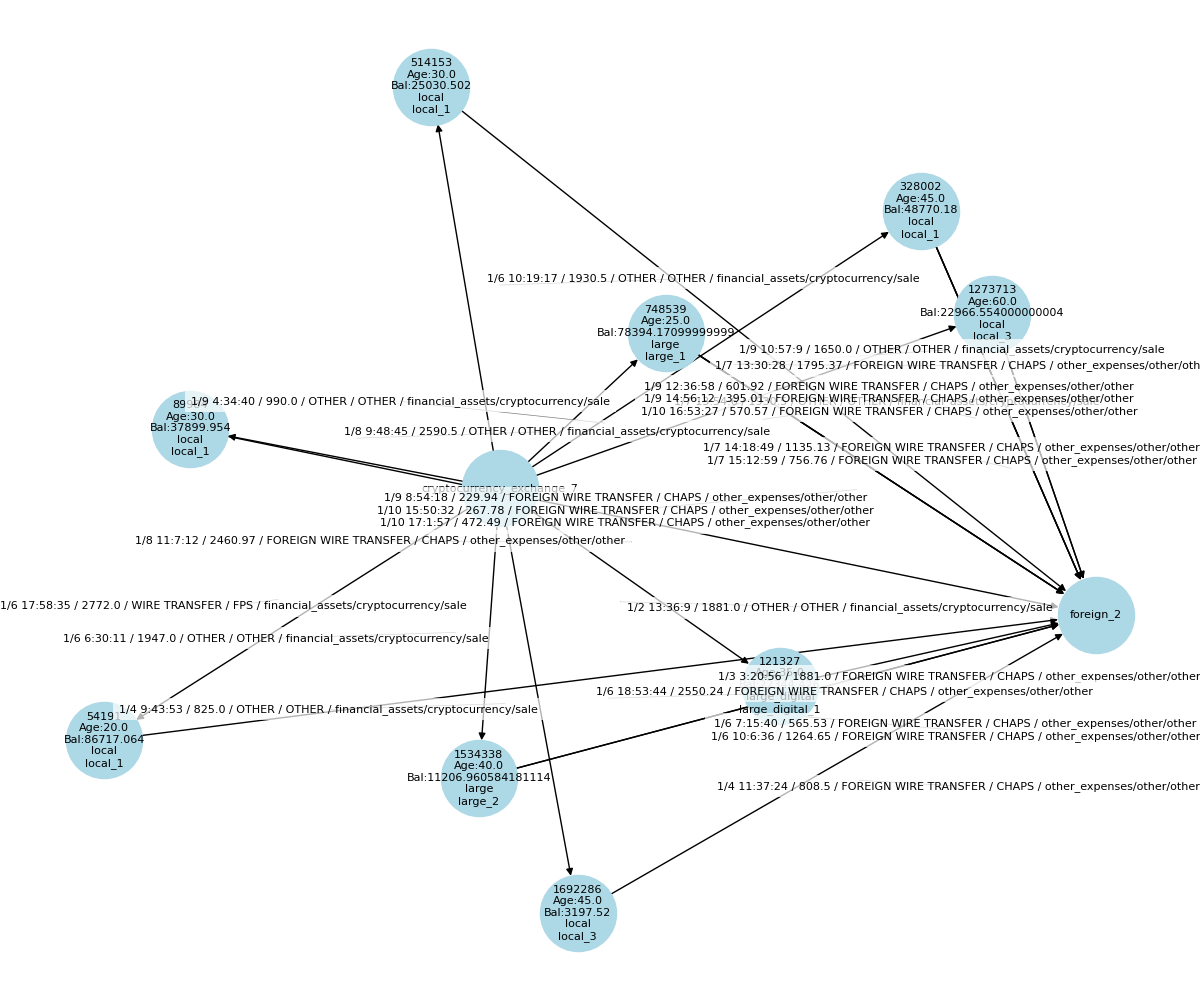 514153
Age:30.0
Bal:25030.502
local
local_1
328002
Age:45.0
Bal:48770.18
local
local_1
1/6 10:19:17 / 1930.5 / OTHER / OTHER / financial_assets/cryptocurrency/sale
1273713
Age:60.0
Bal:22966.554000000004
local
local_3
748539
Age:25.0
Bal:78394.17099999999
large
large_1
1/9 10:57:9 / 1650.0 / OTHER / OTHER / financial_assets/cryptocurrency/sale
1/7 13:30:28 / 1795.37 / FOREIGN WIRE TRANSFER / CHAPS / other_expenses/other/oth
1/9 12:36:58 / 601.92 / FOREIGN WIRE TRANSFER / CHAPS / other_expenses/other/other
1/9 14:56:12 / 395.01 / FOREIGN WIRE TRANSFER / CHAPS / other_expenses/other/other
1/10 16:53:27 / 570.57 / FOREIGN WIRE TRANSFER / CHAPS / other_expenses/other/other
1/9 4:34:40 / 990.0 / OTHER / OTHER / financial_assets/cryptocurrency/sale
Age:30.0
Bal:37899.954
local
local_1
1/8 9:48:45 / 2590.5 / OTHER / OTHER / financial_assets/cryptocurrency/sale
1/7 14:18:49 / 1135.13 / FOREIGN WIRE TRANSFER / CHAPS / other_expenses/other/other
1/7 15:12:59 / 756.76 / FOREIGN WIRE TRANSFER / CHAPS / other_expenses/other/other
cryptocurrency_exchange_7
1/9 8:54:18 / 229.94 / FOREIGN WIRE TRANSFER / CHAPS / other_expenses/other/other
1/10 15:50:32 / 267.78 / FOREIGN WIRE TRANSFER / CHAPS / other_expenses/other/other
1/10 17:1:57 / 472.49 / FOREIGN WIRE TRANSFER / CHAPS / other_expenses/other/other
1/8 11:7:12 / 2460.97 / FOREIGN WIRE TRANSFER / CHAPS / other_expenses/other/other
1/6 17:58:35 / 2772.0 / WIRE TRANSFER / FPS / financial_assets/cryptocurrency/sale
1/2 13:36:9 / 1881.0 / OTHER / OTHER / financial_assets/cryptocurrency/sale
foreign_2
1/6 6:30:11 / 1947.0 / OTHER / OTHER / financial_assets/cryptocurrency/sale
121327
large_digital
large_digital_1
1/3 3:20:56 / 1881.0 / FOREIGN WIRE TRANSFER / CHAPS / other_expenses/other/other
1/6 18:53:44 / 2550.24 / FOREIGN WIRE TRANSFER / CHAPS / other_expenses/other/other
1/4 9:43:53 / 825.0 / OTHER / OTHER / financial_assets/cryptocurrency/sale
Age:20.0
Bal:86717.064
local
local_1
1/6 7:15:40 / 565.53 / FOREIGN WIRE TRANSFER / CHAPS / other_expenses/other/other
1/6 10:6:36 / 1264.65 / FOREIGN WIRE TRANSFER / CHAPS / other_expenses/other/other
1534338
Age:40.0
Bal:11206.960584181114
large
large_2
1/4 11:37:24 / 808.5 / FOREIGN WIRE TRANSFER / CHAPS / other_expenses/other/other
1692286
Age:45.0
Bal:3197.52
local
local_3